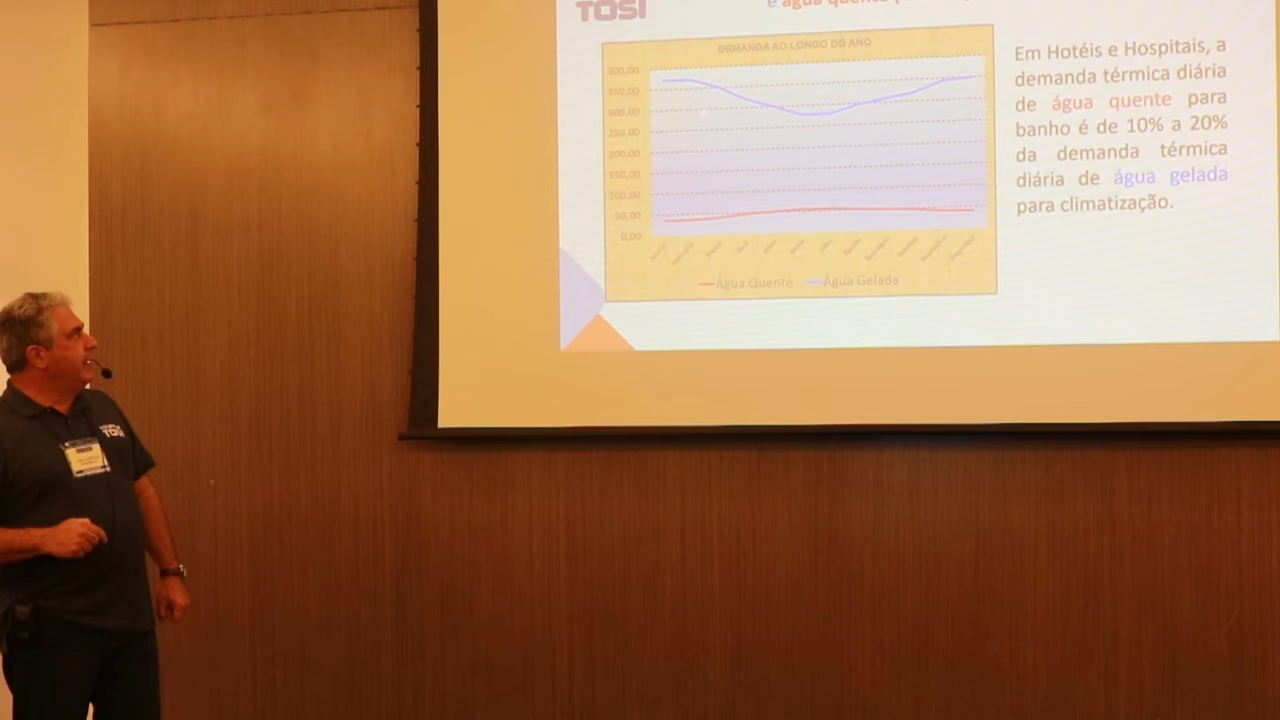 TOSI
e água quente
DEMANDA AO LONGO DO ANO
400,00
350,00
300,00
250,00
200,00
150,00
100,00
50,00
0,00
Água Quente
Água Gelada
Em Hotéis e Hospitais, a
demanda térmica diária
de água quente para
banho é de 10% a 20%
da demanda térmica
diária de água gelada
para climatização.
TOSI